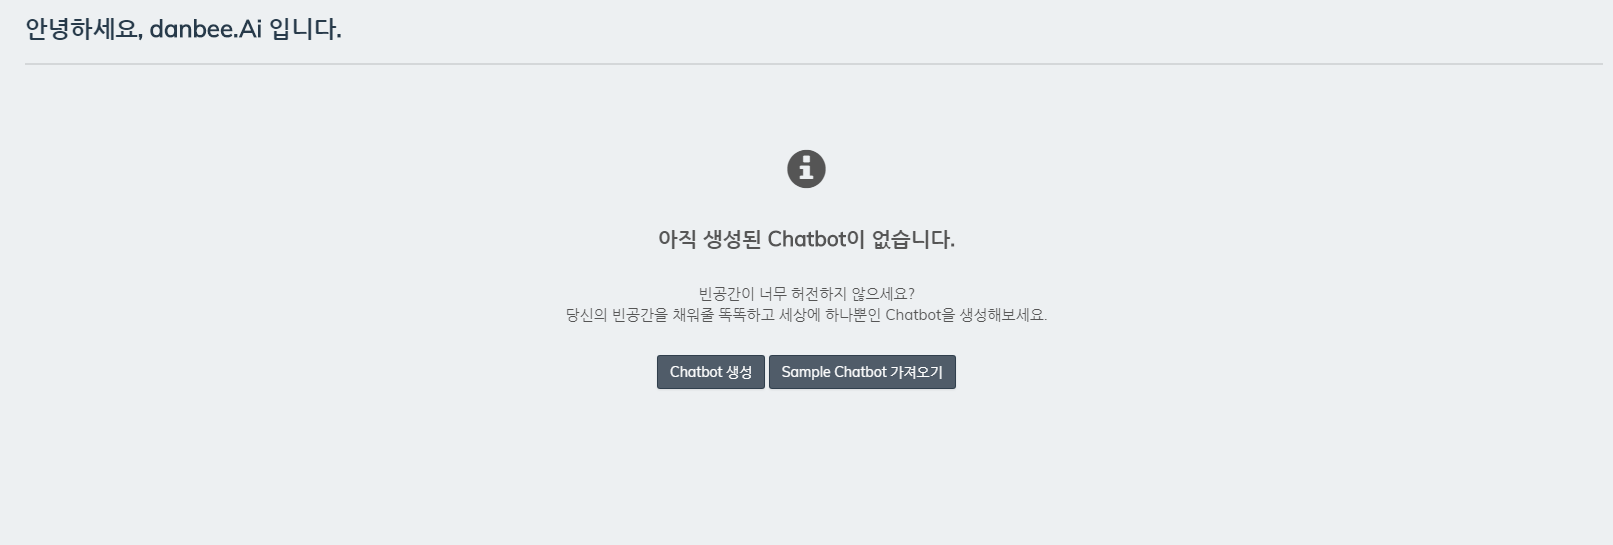 안녕하세요, danbee.Ai 입니다.
아직 생성된 Chatbot이 없습니다.
빈공간이 너무 허전하지 않으세요?
당신의 빈공간을 채워줄 똑똑하고 세상에 하나뿐인 Chatbot을 생성해보세요.
Chatbot 생성 Sample Chatbot 가져오기